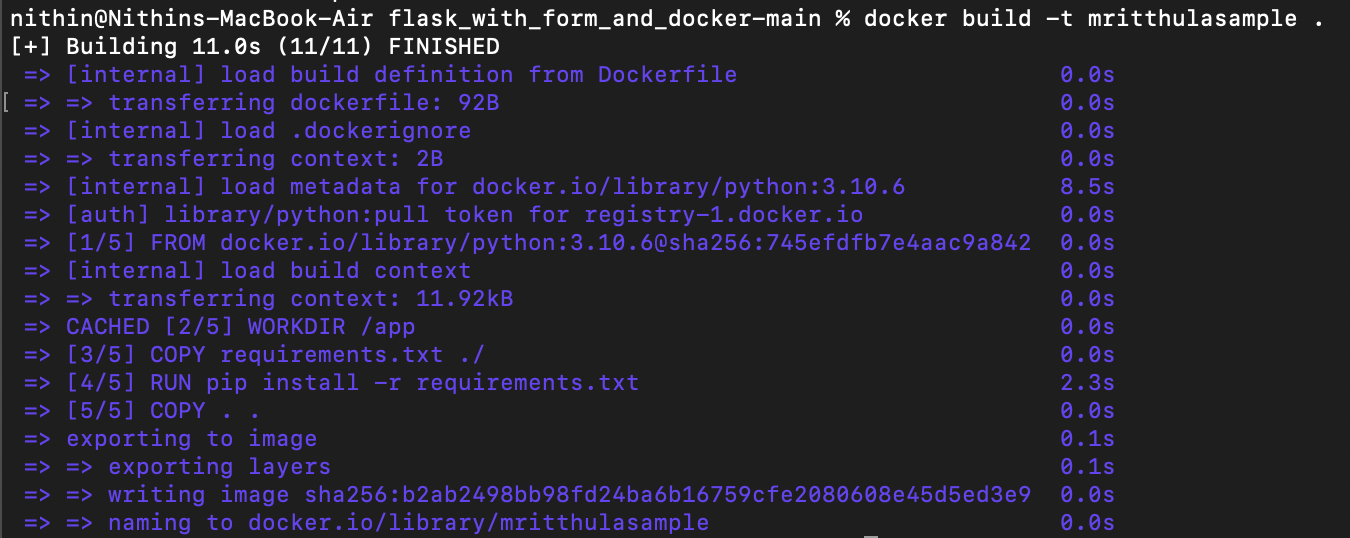 nithin@Nithins-MacBook-Air flask_with_form_and_docker-main % docker build -t mritthulasample .
[+] Building 11.0s (11/11) FINISHED
=> [internal] load build definition from Dockerfile 0.0s
[ => => transferring dockerfile: 92B 0.0s
=> [internal] load .dockerignore 0.0s
=> => transferring context: 2B 0.0s
=> [internal] load metadata for docker.io/library/python:3.10.6 8.5s
=> [auth] library/python:pull token for registry-1.docker.io 0.0s
=> [1/5] FROM docker.io/library/python:3.10.6@sha256:745efdfb7e4aac9a842 0.0s
=> [internal] load build context 0.0s
=> => transferring context: 11.92kB 0.0s
=> CACHED [2/5] WORKDIR /app 0.0s
=> [3/5] COPY requirements.txt ./ 0.0s
=> [4/5] RUN pip install -r requirements.txt 2.3s
=> [5/5] COPY . . 0.0s
=> exporting to image 0.1s
=> => exporting layers 0.1s
=> => writing image sha256:b2ab2498bb98fd24ba6b16759cfe2080608e45d5ed3e9 0.0s
=> => naming to docker.io/library/mritthulasample 0.0s